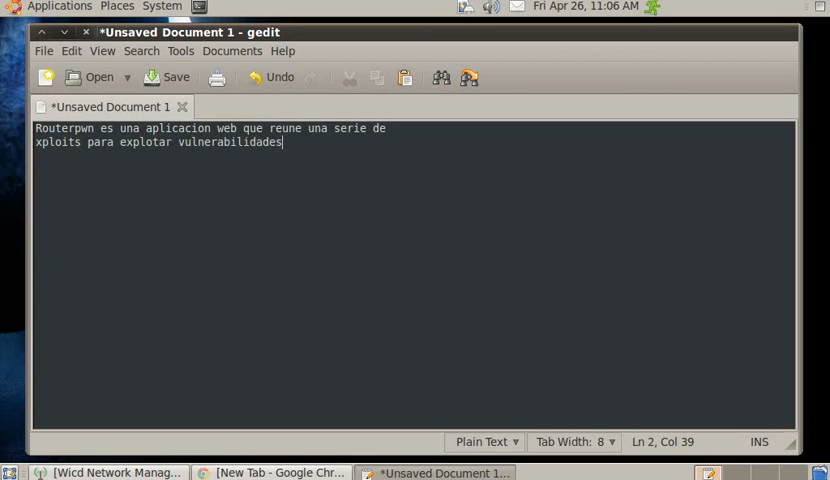 Applications Places System
Fri Apr 26, 11:06 AM
*Unsaved Document 1 - gedit
File Edit View Search Tools Documents Help
Open Save Undo
*Unsaved Document 1
Routerpwn es una aplicacion web que reune una serie de
xploits para explotar vulnerabilidades
Plain Text Tab Width: 8 Ln 2, Col 39 INS
[Wicd Network Manag... [New Tab - Google Chr... *Unsaved Document 1...